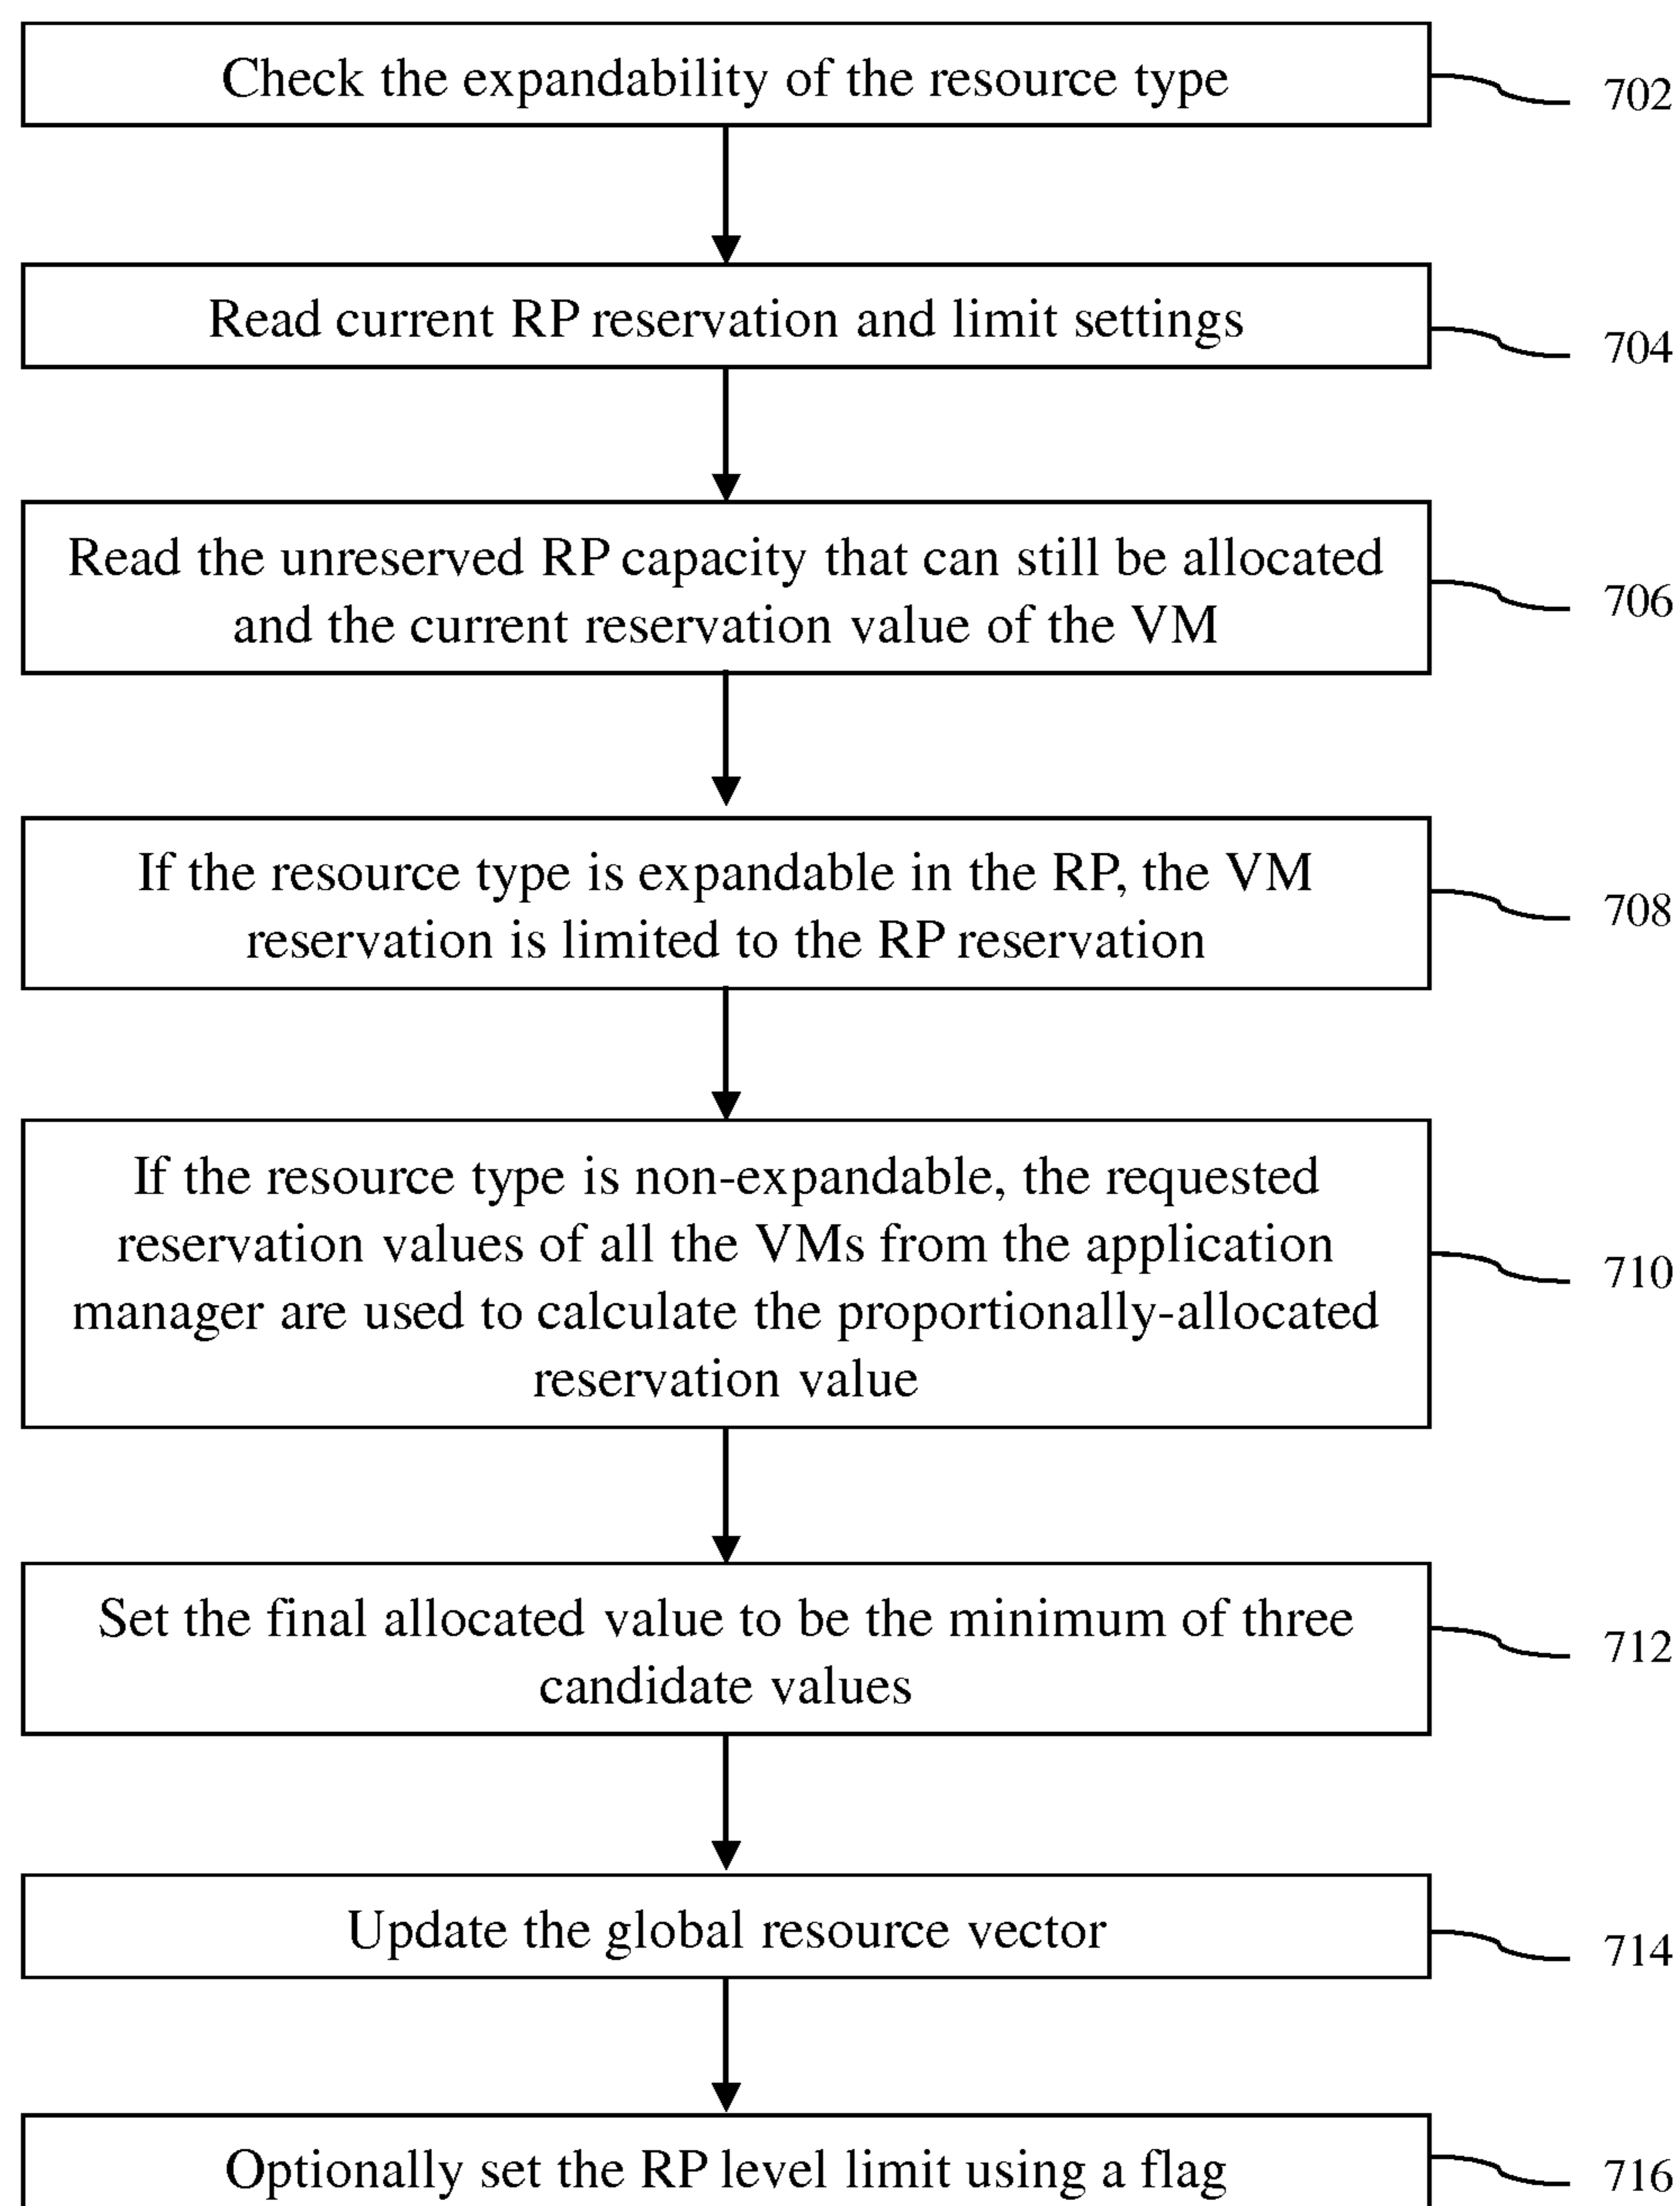 Check the expandability of the resource type
702
Read current RP reservation and limit settings
704
Read the unreserved RP capacity that can still be allocated
and the current reservation value of the VM
706
If the resource type is expandable in the RP, the VM
reservation is limited to the RP reservation
708
If the resource type is non-expandable, the requested
reservation values of all the VMs from the application
manager are used to calculate the proportionally-allocated
reservation value
710
Set the final allocated value to be the minimum of three
candidate values
712
Update the global resource vector
714
Optionally set the RP level limit using a flag
716